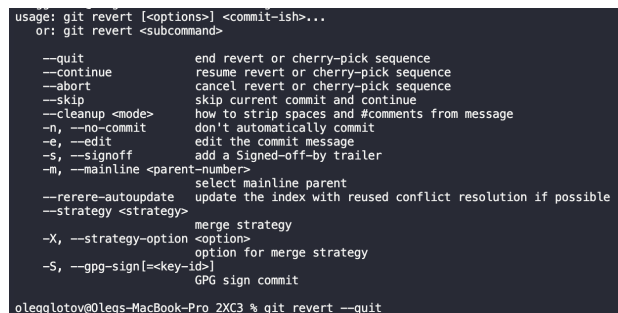 usage: git revert [<options>] <commit-ish>...
   or: git revert <subcommand>

    --quit                end revert or cherry-pick sequence
    --continue            resume revert or cherry-pick sequence
    --abort               cancel revert or cherry-pick sequence
    --skip                skip current commit and continue
    --cleanup <mode>      how to strip spaces and #comments from message
    -n, --no-commit       don't automatically commit
    -e, --edit            edit the commit message
    -s, --signoff         add a Signed-off-by trailer
    -m, --mainline <parent-number>
                          select mainline parent
    --rerere-autoupdate   update the index with reused conflict resolution if possible
    --strategy <strategy>
                          merge strategy
    -X, --strategy-option <option>
                          option for merge strategy
    -S, --gpg-sign[=<key-id>]
                          GPG sign commit

olegglotov@Olegs-MacBook-Pro 2XC3 % git revert --quit